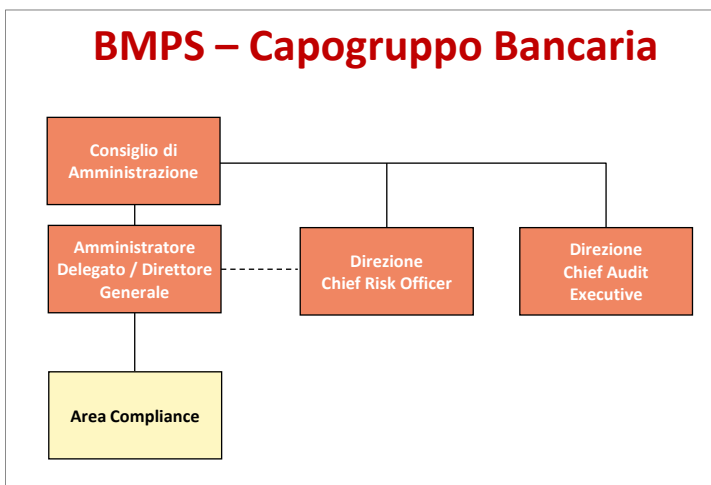 BMPS – Capogruppo Bancaria
Consiglio di
Amministrazione
Amministratore
Delegato / Direttore
Generale
Direzione
Chief Risk Officer
Direzione
Chief Audit
Executive
Area Compliance